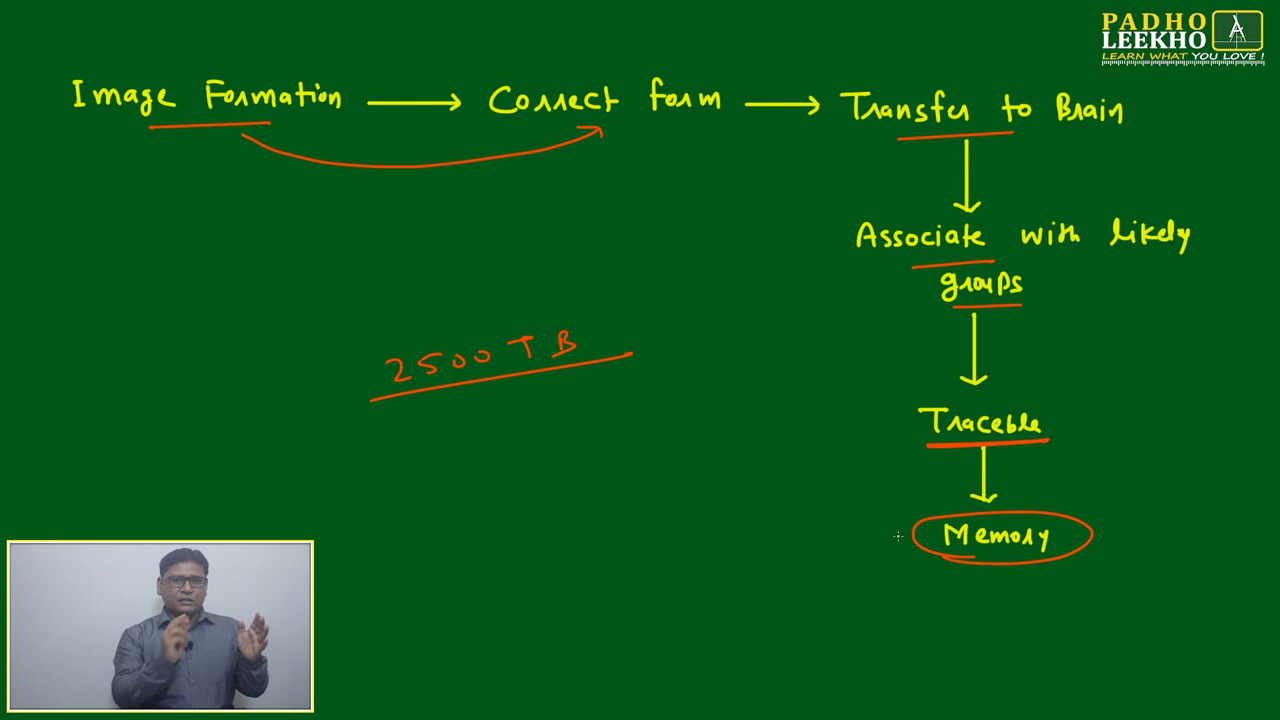 PADHO
LEEKHO
LEARN WHAT YOU LOVE !
Image Formation → Correct form → Transfer to Brain
Associate with likely
groups
2500 TB
Traceble
Memory